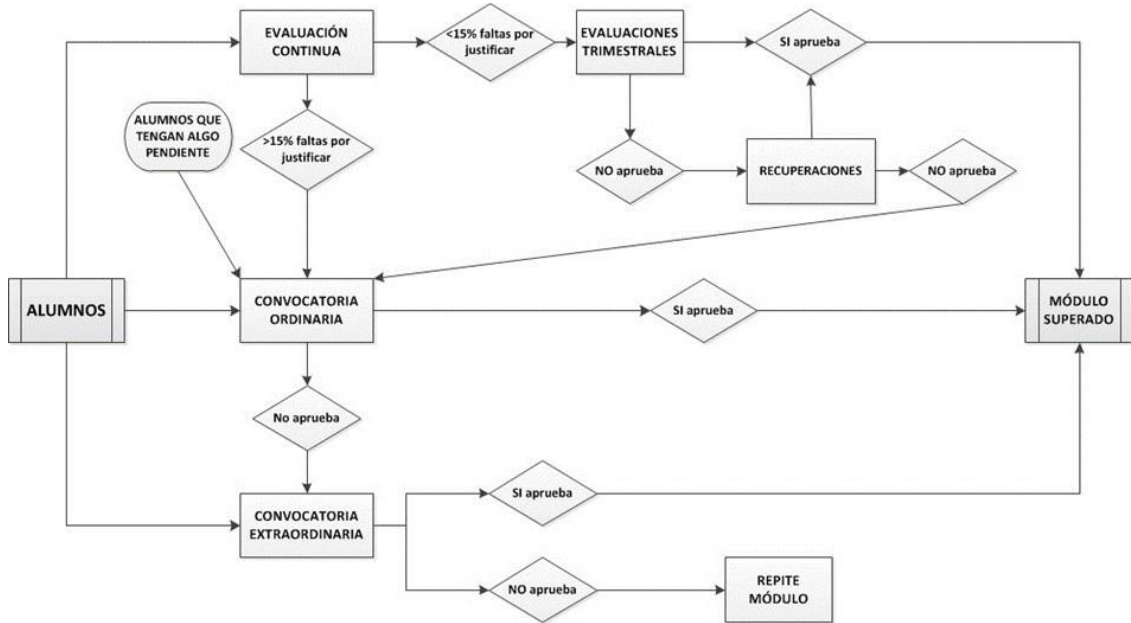 EVALUACIÓN
CONTINUA
<15% faltas por
justificar
EVALUACIONES
TRIMESTRALES
SI aprueba
ALUMNOS QUE
TENGAN ALGO
PENDIENTE
>15% faltas por
justificar
NO aprueba
RECUPERACIONES
NO aprueba
ALUMNOS
CONVOCATORIA
ORDINARIA
SI aprueba
MÓDULO
SUPERADO
No aprueba
CONVOCATORIA
EXTRAORDINARIA
SI aprueba
NO aprueba
REPITE
MÓDULO